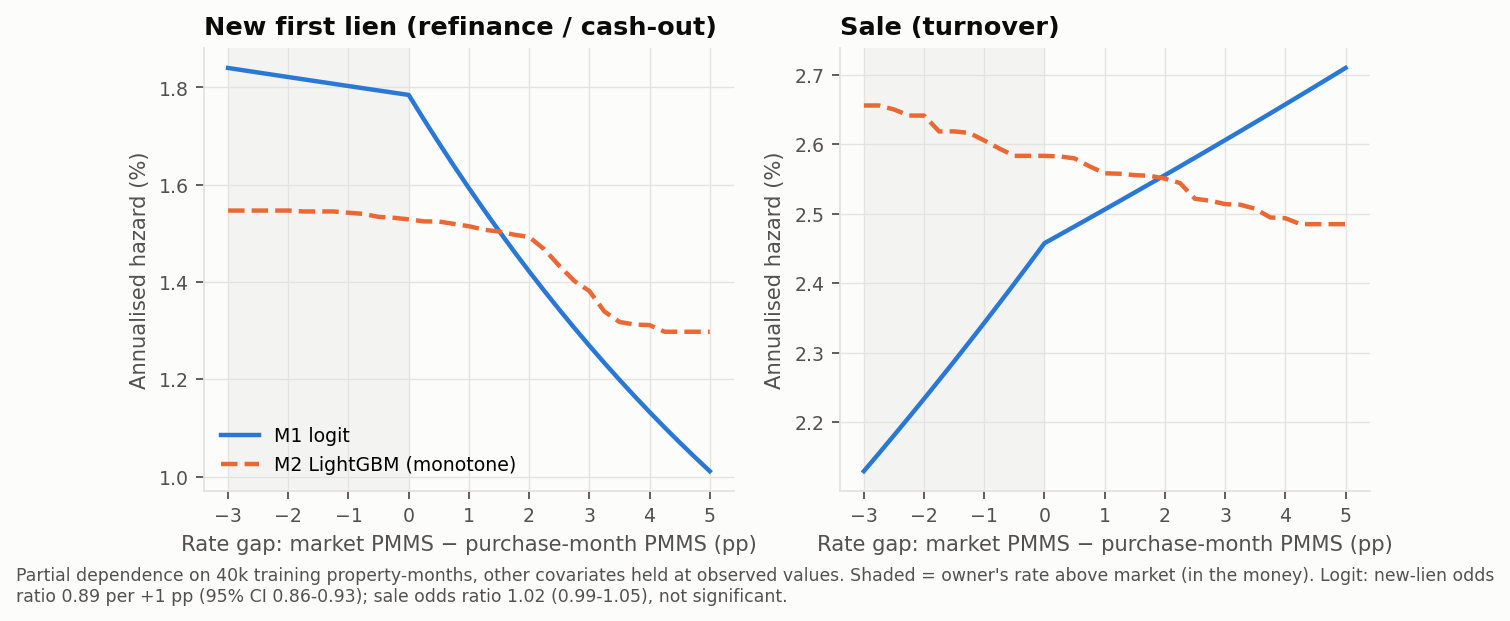 New first lien (refinance / cash-out)
Annualised hazard (%)
1.8
1.6
1.4
1.2
1.0
M1 logit
M2 LightGBM (monotone)
−3 −2 −1 0 1 2 3 4 5
Rate gap: market PMMS − purchase-month PMMS (pp)
Sale (turnover)
Annualised hazard (%)
2.7
2.6
2.5
2.4
2.3
2.2
−3 −2 −1 0 1 2 3 4 5
Rate gap: market PMMS − purchase-month PMMS (pp)
Partial dependence on 40k training property-months, other covariates held at observed values. Shaded = owner's rate above market (in the money). Logit: new-lien odds
ratio 0.89 per +1 pp (95% CI 0.86-0.93); sale odds ratio 1.02 (0.99-1.05), not significant.